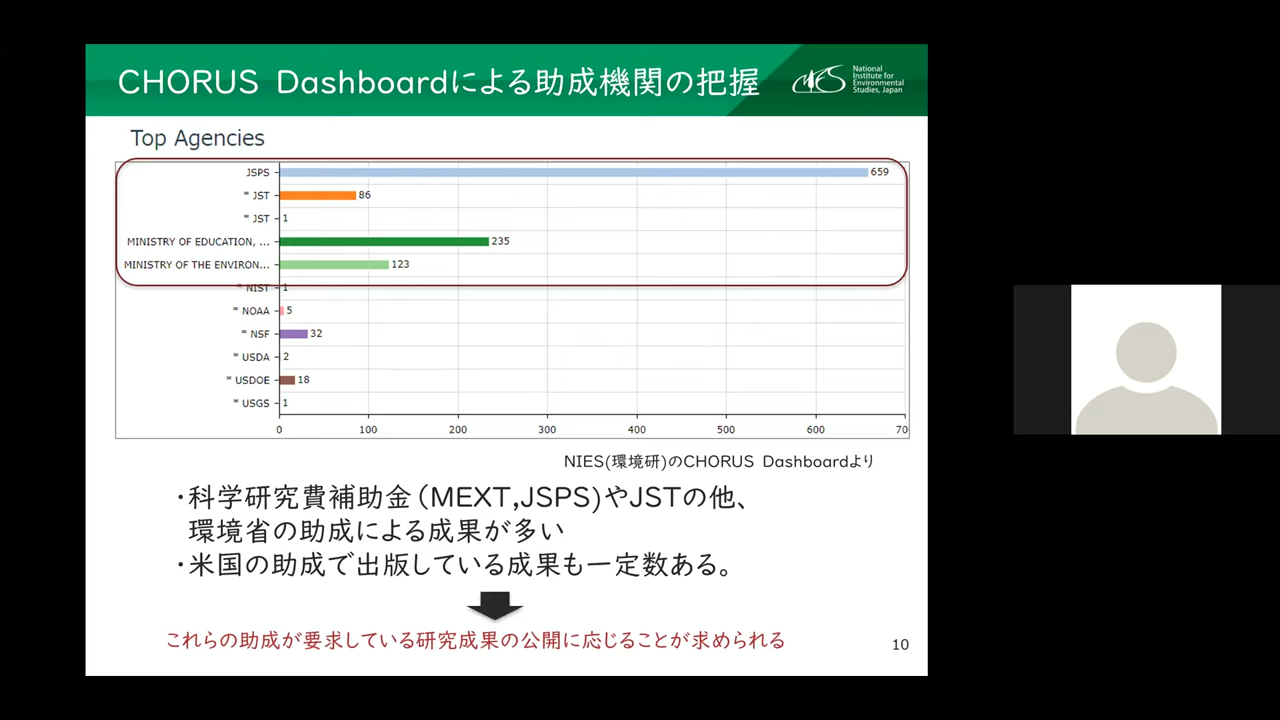 CHORUS Dashboardによる助成機関の把握
NIES
National
Institute for
Environmental
Studies, Japan
Top Agencies
JSPS 659
* JST 86
* JST 1
MINISTRY OF EDUCATION, ... 235
MINISTRY OF THE ENVIRON... 123
* NIST 1
* NOAA 5
* NSF 32
* USDA 2
* USDOE 18
* USGS 1
0 100 200 300 400 500 600 70
NIES(環境研)のCHORUS Dashboardより
・科学研究費補助金(MEXT,JSPS)やJSTの他、
環境省の助成による成果が多い
・米国の助成で出版している成果も一定数ある。
これらの助成が要求している研究成果の公開に応じることが求められる
10